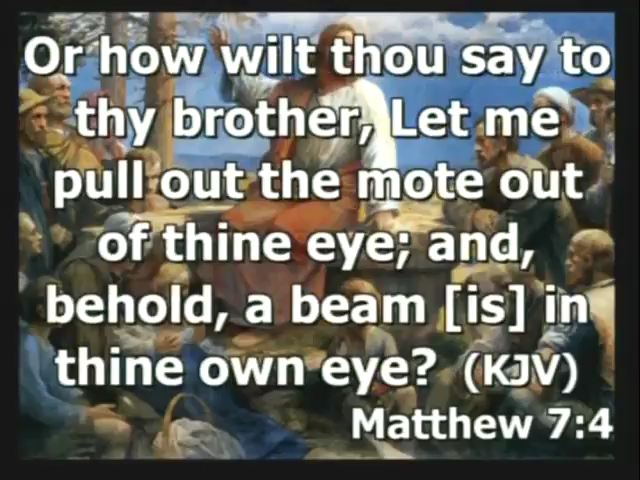 Or how wilt thou say to
thy brother, Let me
pull out the mote out
of thine eye; and,
behold, a beam [is] in
thine own eye? (KJV)
Matthew 7:4